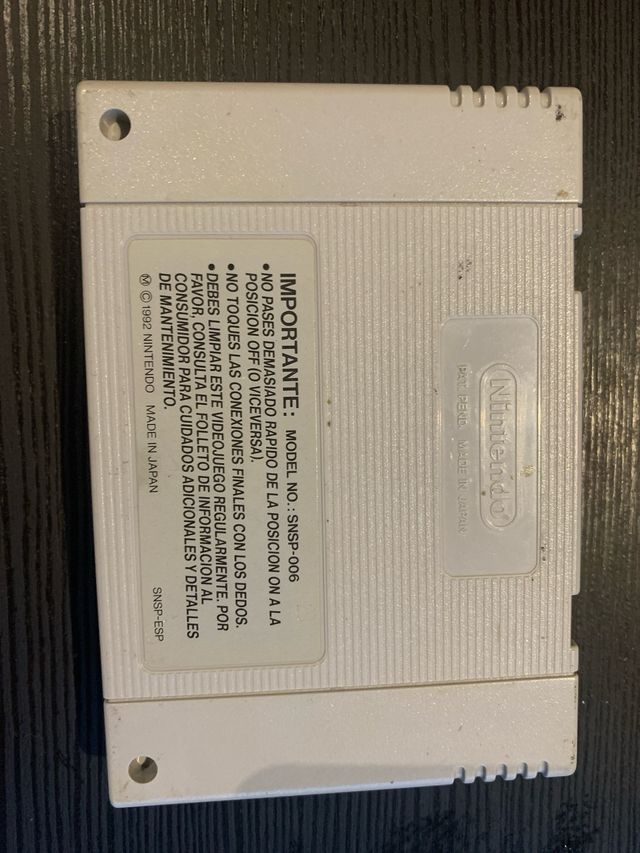 Nintendo®
PAT. PEND. MADE IN JAPAN
IMPORTANTE: MODEL NO.: SNSP-006
• NO PASES DEMASIADO RAPIDO DE LA POSICION ON A LA
POSICION OFF (O VICEVERSA).
• NO TOQUES LAS CONEXIONES FINALES CON LOS DEDOS.
• DEBES LIMPIAR ESTE VIDEOJUEGO REGULARMENTE. POR
FAVOR, CONSULTA EL FOLLETO DE INFORMACION AL
CONSUMIDOR PARA CUIDADOS ADICIONALES Y DETALLES
DE MANTENIMIENTO.
Ⓜ © 1992 NINTENDO MADE IN JAPAN SNSP-ESP